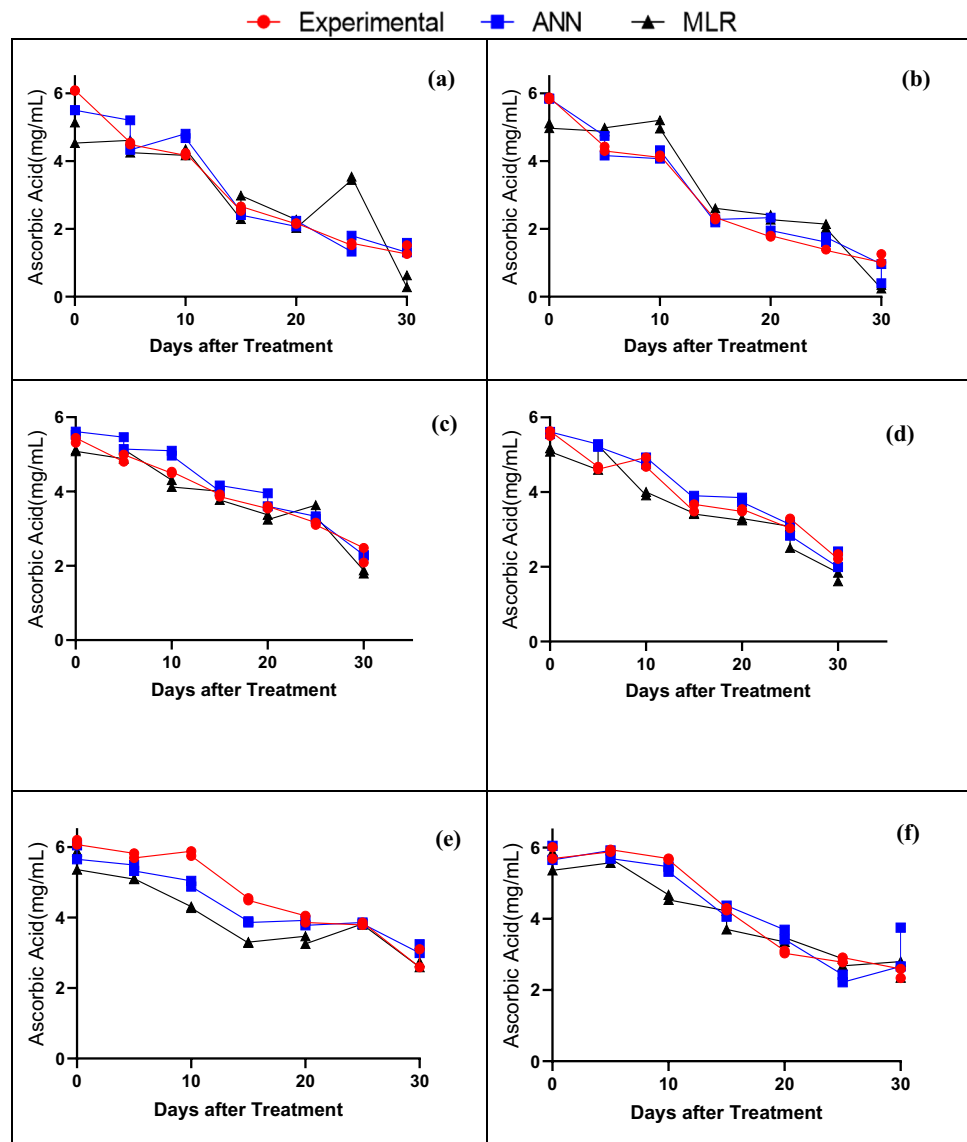 Experimental ANN MLR
(a)
Ascorbic Acid(mg/mL)
6
4
2
0
0 10 20 30
Days after Treatment
(b)
Ascorbic Acid(mg/mL)
6
4
2
0
0 10 20 30
Days after Treatment
(c)
Ascorbic Acid(mg/mL)
6
4
2
0
0 10 20 30
Days after Treatment
(d)
Ascorbic Acid(mg/mL)
6
4
2
0
0 10 20 30
Days after Treatment
(e)
Ascorbic Acid(mg/mL)
6
4
2
0
0 10 20 30
Days after Treatment
(f)
Ascorbic Acid(mg/mL)
6
4
2
0
0 10 20 30
Days after Treatment